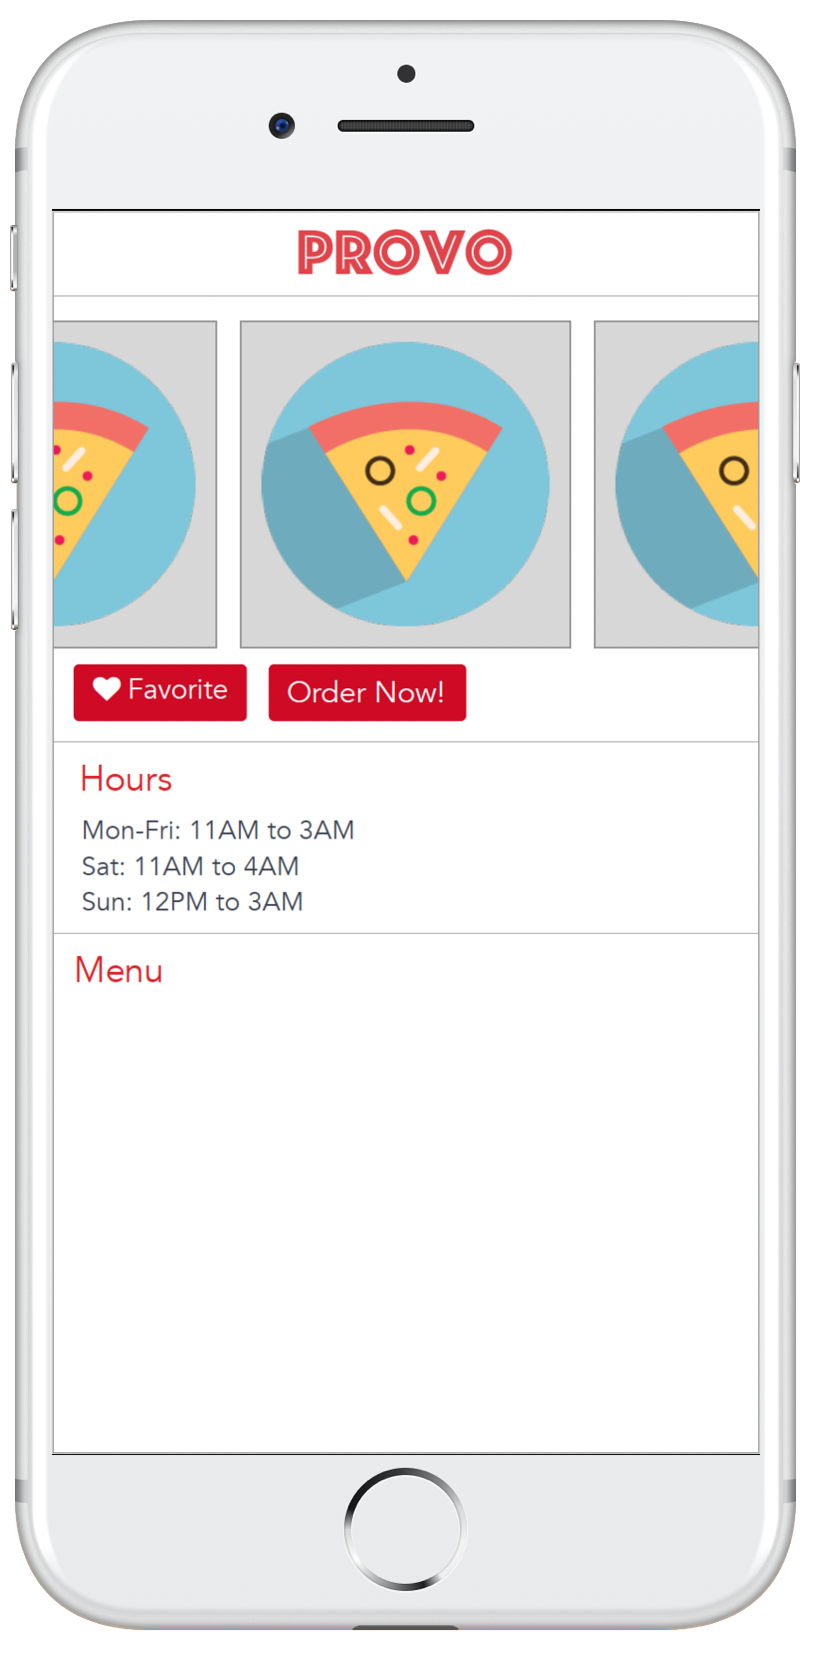 PROVO
Favorite
Order Now!
Hours
Mon-Fri: 11AM to 3AM
Sat: 11AM to 4AM
Sun: 12PM to 3AM
Menu